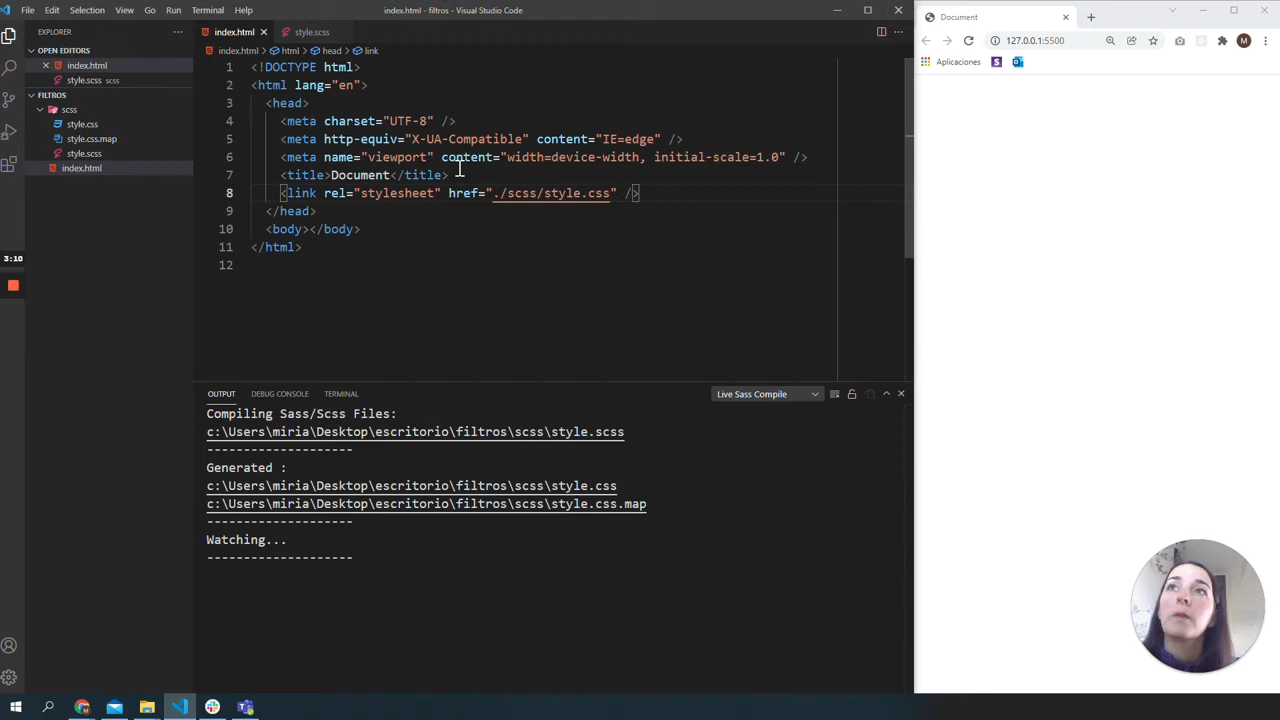 File Edit Selection View Go Run Terminal Help index.html - filtros - Visual Studio Code
Document
EXPLORER
index.html
style.scss
127.0.0.1:5500
OPEN EDITORS
index.html > html > head > link
Aplicaciones
index.html
style.scss scss
FILTROS
scss
style.css
style.css.map
style.scss
index.html
1 <!DOCTYPE html>
2 <html lang="en">
3 <head>
4 <meta charset="UTF-8" />
5 <meta http-equiv="X-UA-Compatible" content="IE=edge" />
6 <meta name="viewport" content="width=device-width, initial-scale=1.0" />
7 <title>Document</title>
8 <link rel="stylesheet" href="./scss/style.css" />
9 </head>
10 <body></body>
11 </html>
12
3:10
OUTPUT DEBUG CONSOLE TERMINAL Live Sass Compile
Compiling Sass/Scss Files:
c:\Users\miria\Desktop\escritorio\filtros\scss\style.scss
--------------------
Generated :
c:\Users\miria\Desktop\escritorio\filtros\scss\style.css
c:\Users\miria\Desktop\escritorio\filtros\scss\style.css.map
--------------------
Watching...
--------------------
M